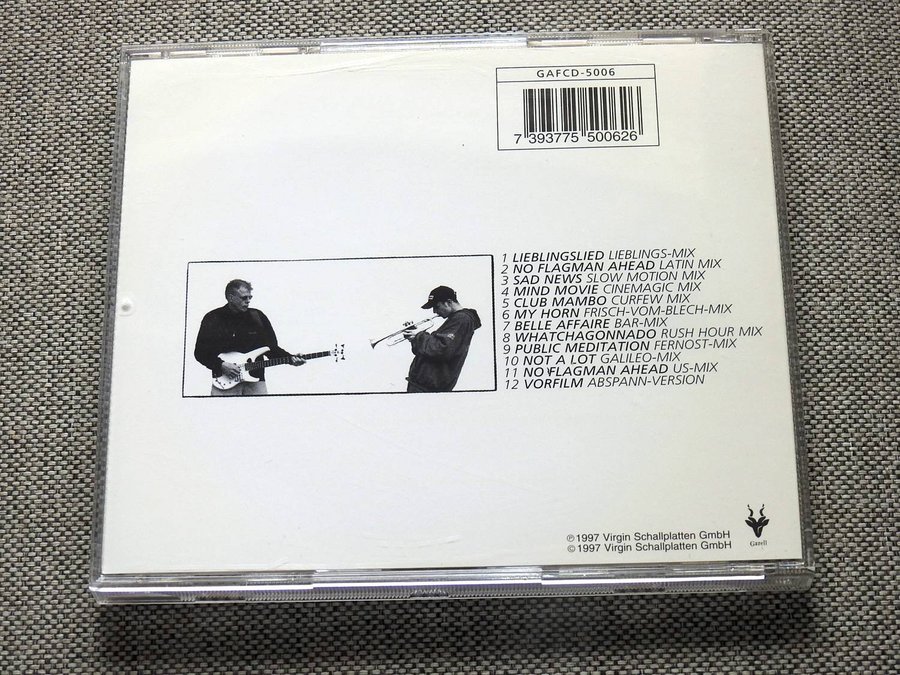 GAFCD-5006
7 393775 500626
1 LIEBLINGSLIED LIEBLINGS-MIX
2 NO FLAGMAN AHEAD LATIN MIX
3 SAD NEWS SLOW MOTION MIX
4 MIND MOVIE CINEMAGIC MIX
5 CLUB MAMBO CURFEW MIX
6 MY HORN FRISCH-VOM-BLECH-MIX
7 BELLE AFFAIRE BAR-MIX
8 WHATCHAGONNADO RUSH HOUR MIX
9 PUBLIC MEDITATION FERNOST-MIX
10 NOT A LOT GALILEO-MIX
11 NO FLAGMAN AHEAD US-MIX
12 VORFILM ABSPANN-VERSION
℗ 1997 Virgin Schallplatten GmbH
© 1997 Virgin Schallplatten GmbH
Gazell